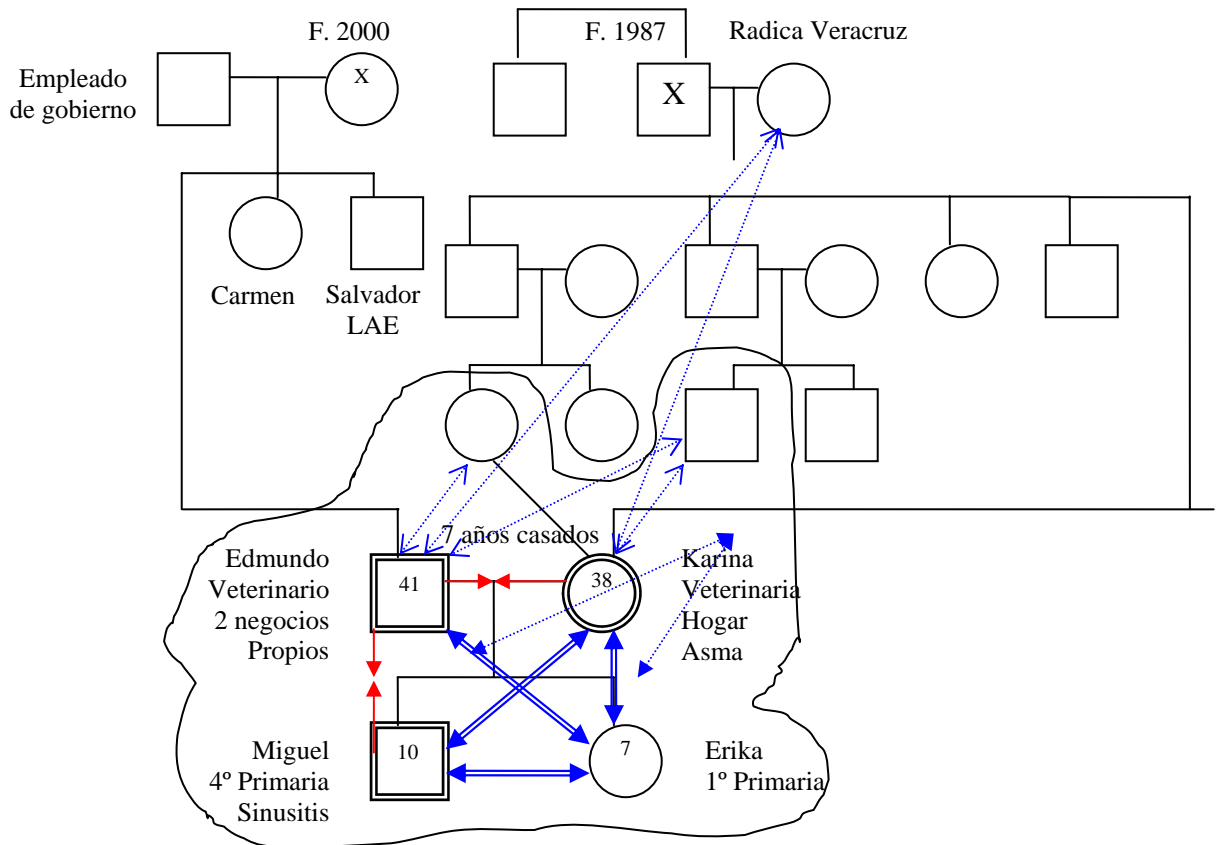 F. 2000
F. 1987
Radica Veracruz
Empleado
de gobierno
X
X
Carmen
Salvador
LAE
7 años casados
Edmundo
Veterinario
2 negocios
Propios
41
38
Karina
Veterinaria
Hogar
Asma
Miguel
4º Primaria
Sinusitis
10
7
Erika
1º Primaria